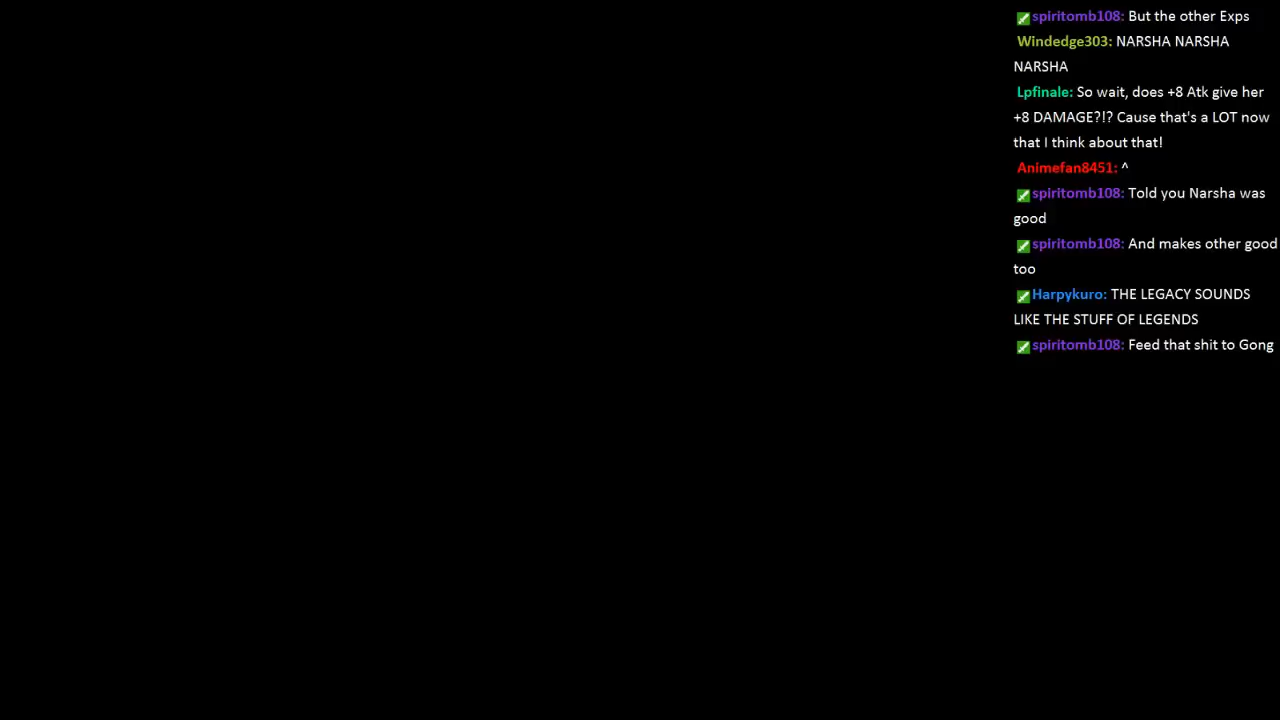 spiritomb108: But the other Exps
Windedge303: NARSHA NARSHA
NARSHA
Lpfinale: So wait, does +8 Atk give her
+8 DAMAGE?!? Cause that's a LOT now
that I think about that!
Animefan8451: ^
spiritomb108: Told you Narsha was
good
spiritomb108: And makes other good
too
Harpykuro: THE LEGACY SOUNDS
LIKE THE STUFF OF LEGENDS
spiritomb108: Feed that shit to Gong